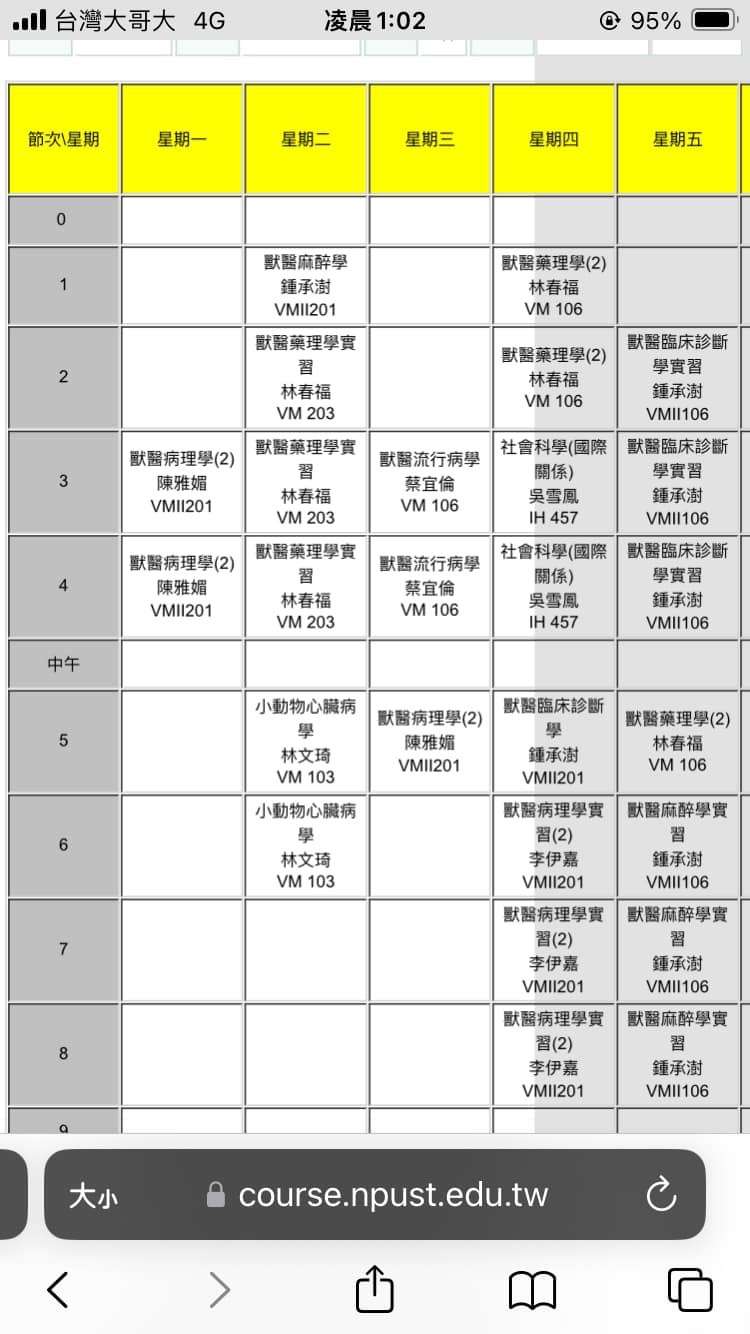 台灣大哥大 4G 凌晨1:02 95%
節次\星期 星期一 星期二 星期三 星期四 星期五
0
1
獸醫麻醉學
鍾承澍
VMII201
獸醫藥理學(2)
林春福
VM 106
2
獸醫藥理學實
習
林春福
VM 203
獸醫藥理學(2)
林春福
VM 106
獸醫臨床診斷
學實習
鍾承澍
VMII106
3
獸醫病理學(2)
陳雅媚
VMII201
獸醫藥理學實
習
林春福
VM 203
獸醫流行病學
蔡宜倫
VM 106
社會科學(國際
關係)
吳雪鳳
IH 457
獸醫臨床診斷
學實習
鍾承澍
VMII106
4
獸醫病理學(2)
陳雅媚
VMII201
獸醫藥理學實
習
林春福
VM 203
獸醫流行病學
蔡宜倫
VM 106
社會科學(國際
關係)
吳雪鳳
IH 457
獸醫臨床診斷
學實習
鍾承澍
VMII106
中午
5
小動物心臟病
學
林文琦
VM 103
獸醫病理學(2)
陳雅媚
VMII201
獸醫臨床診斷
學
鍾承澍
VMII201
獸醫藥理學(2)
林春福
VM 106
6
小動物心臟病
學
林文琦
VM 103
獸醫病理學實
習(2)
李伊嘉
VMII201
獸醫麻醉學實
習
鍾承澍
VMII106
7
獸醫病理學實
習(2)
李伊嘉
VMII201
獸醫麻醉學實
習
鍾承澍
VMII106
8
獸醫病理學實
習(2)
李伊嘉
VMII201
獸醫麻醉學實
習
鍾承澍
VMII106
9
大小 course.npust.edu.tw